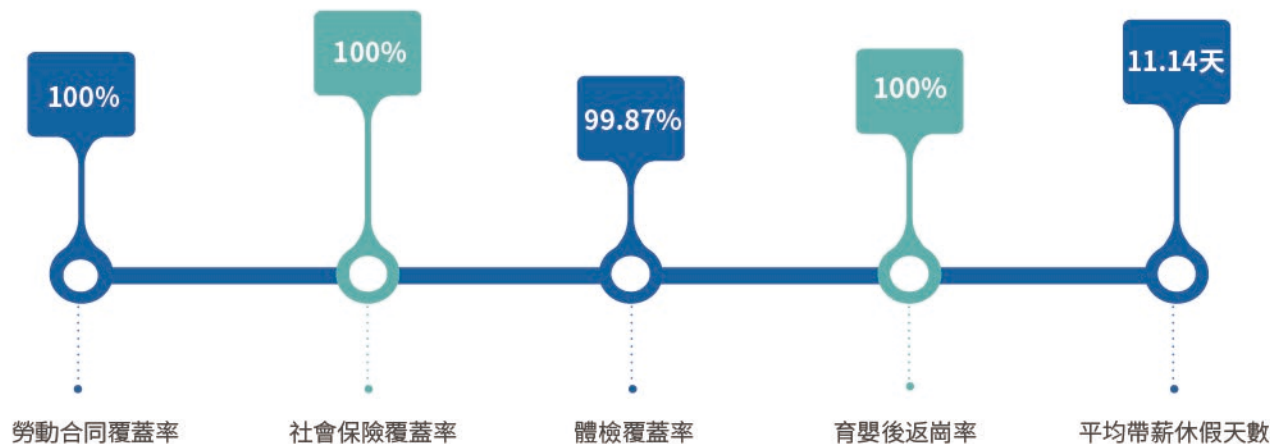 100%
100%
99.87%
100%
11.14天
勞動合同覆蓋率
社會保險覆蓋率
體檢覆蓋率
育嬰後返崗率
平均帶薪休假天數